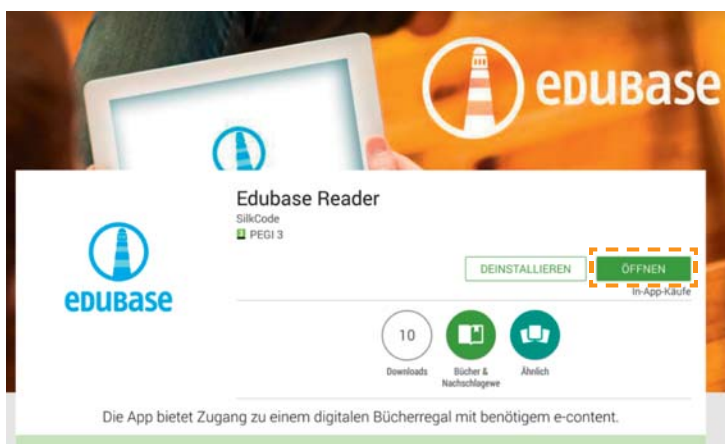 EDUBase
Edubase Reader
SilkCode
3 PEGI 3
EDUBASE
DEINSTALLIEREN
ÖFFNEN
In-App-Käufe
10
Downloads
Bücher &
Nachschlagewe
Ähnlich
Die App bietet Zugang zu einem digitalen Bücherregal mit benötigem e-content.